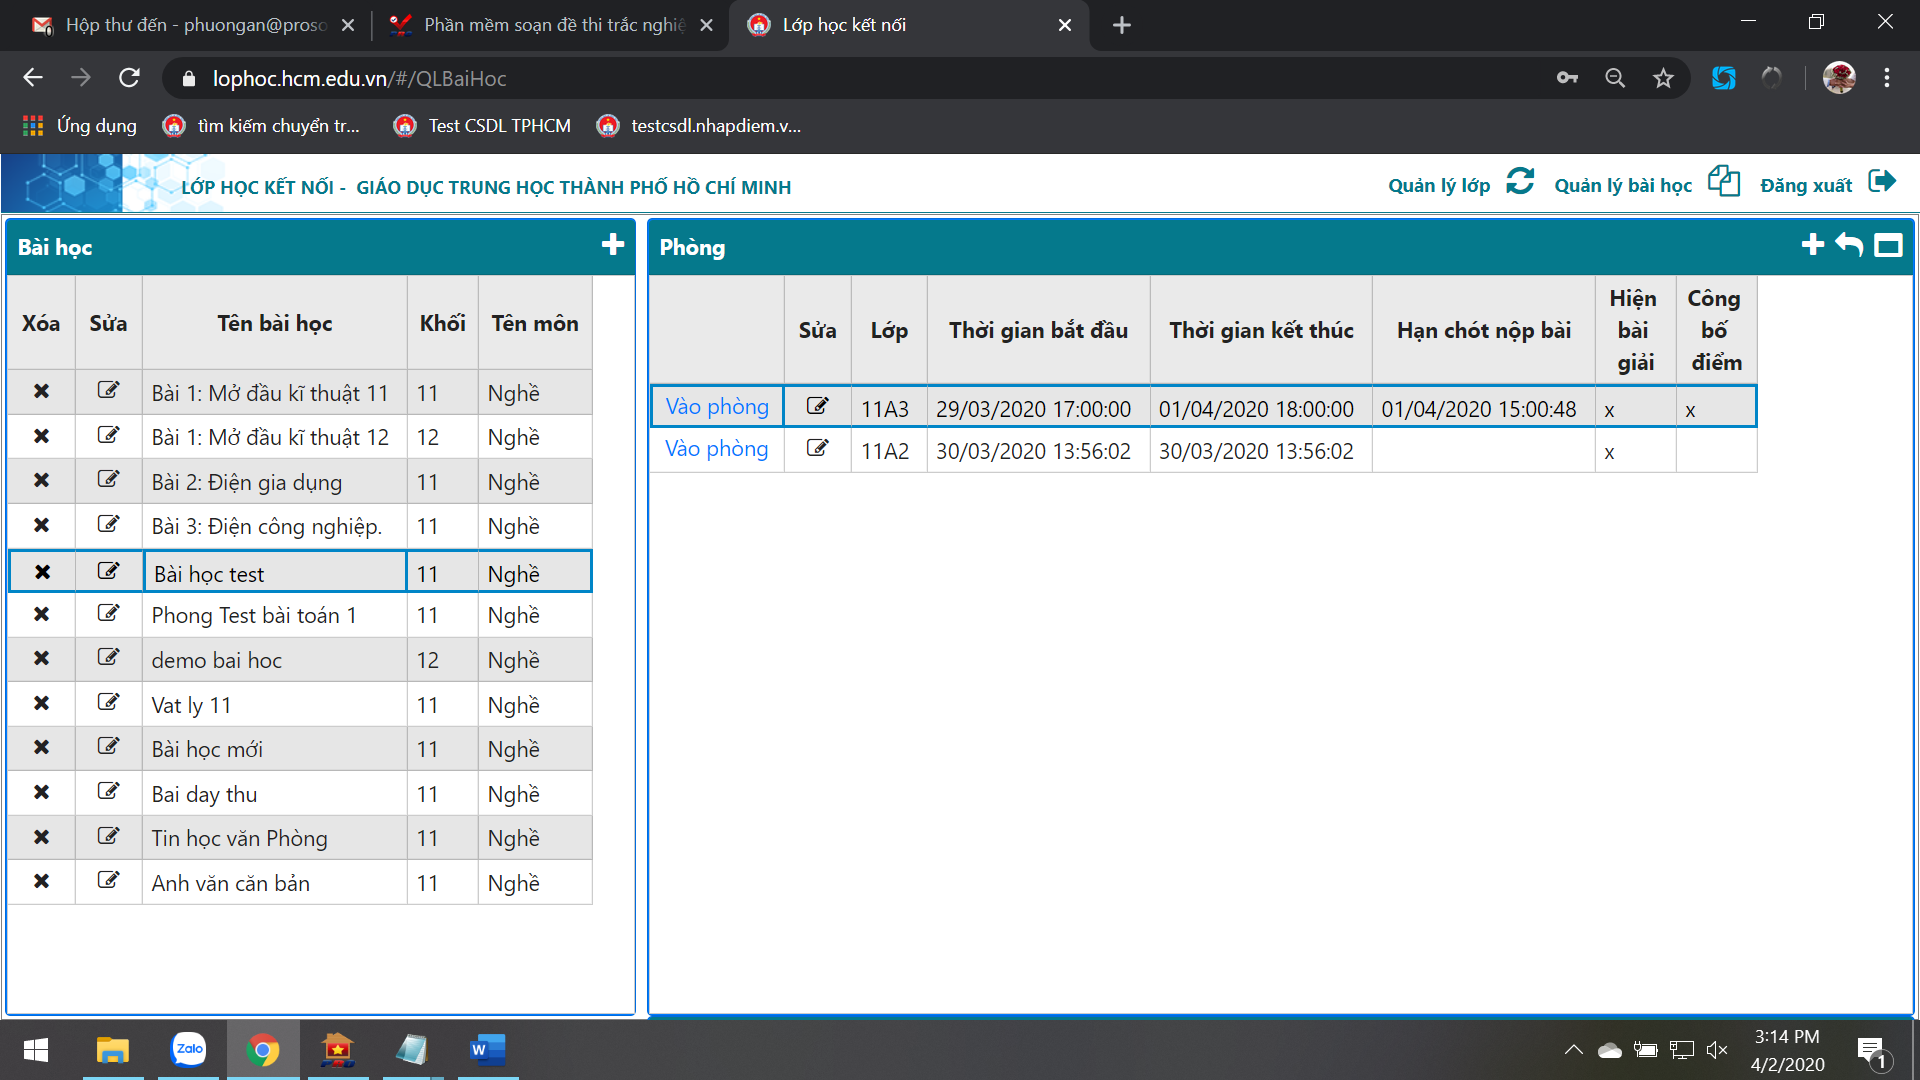 Hộp thư đến - phuongan@proso
Phần mềm soạn đề thi trắc nghiệ
Lớp học kết nối
lophoc.hcm.edu.vn/#/QLBaiHoc
Ứng dụng
tìm kiếm chuyển tr...
Test CSDL TPHCM
testcsdl.nhapdiem.v...
LỚP HỌC KẾT NỐI - GIÁO DỤC TRUNG HỌC THÀNH PHỐ HỒ CHÍ MINH
Quản lý lớp
Quản lý bài học
Đăng xuất
Bài học
Xóa Sửa Tên bài học Khối Tên môn
Bài 1: Mở đầu kĩ thuật 11 11 Nghề
Bài 1: Mở đầu kĩ thuật 12 12 Nghề
Bài 2: Điện gia dụng 11 Nghề
Bài 3: Điện công nghiệp. 11 Nghề
Bài học test 11 Nghề
Phong Test bài toán 1 11 Nghề
demo bai hoc 12 Nghề
Vat ly 11 11 Nghề
Bài học mới 11 Nghề
Bai day thu 11 Nghề
Tin học văn Phòng 11 Nghề
Anh văn căn bản 11 Nghề
Phòng
Sửa Lớp Thời gian bắt đầu Thời gian kết thúc Hạn chót nộp bài Hiện bài giải Công bố điểm
Vào phòng 11A3 29/03/2020 17:00:00 01/04/2020 18:00:00 01/04/2020 15:00:48 x x
Vào phòng 11A2 30/03/2020 13:56:02 30/03/2020 13:56:02 x
Zalo
PRO
W
3:14 PM
4/2/2020
1